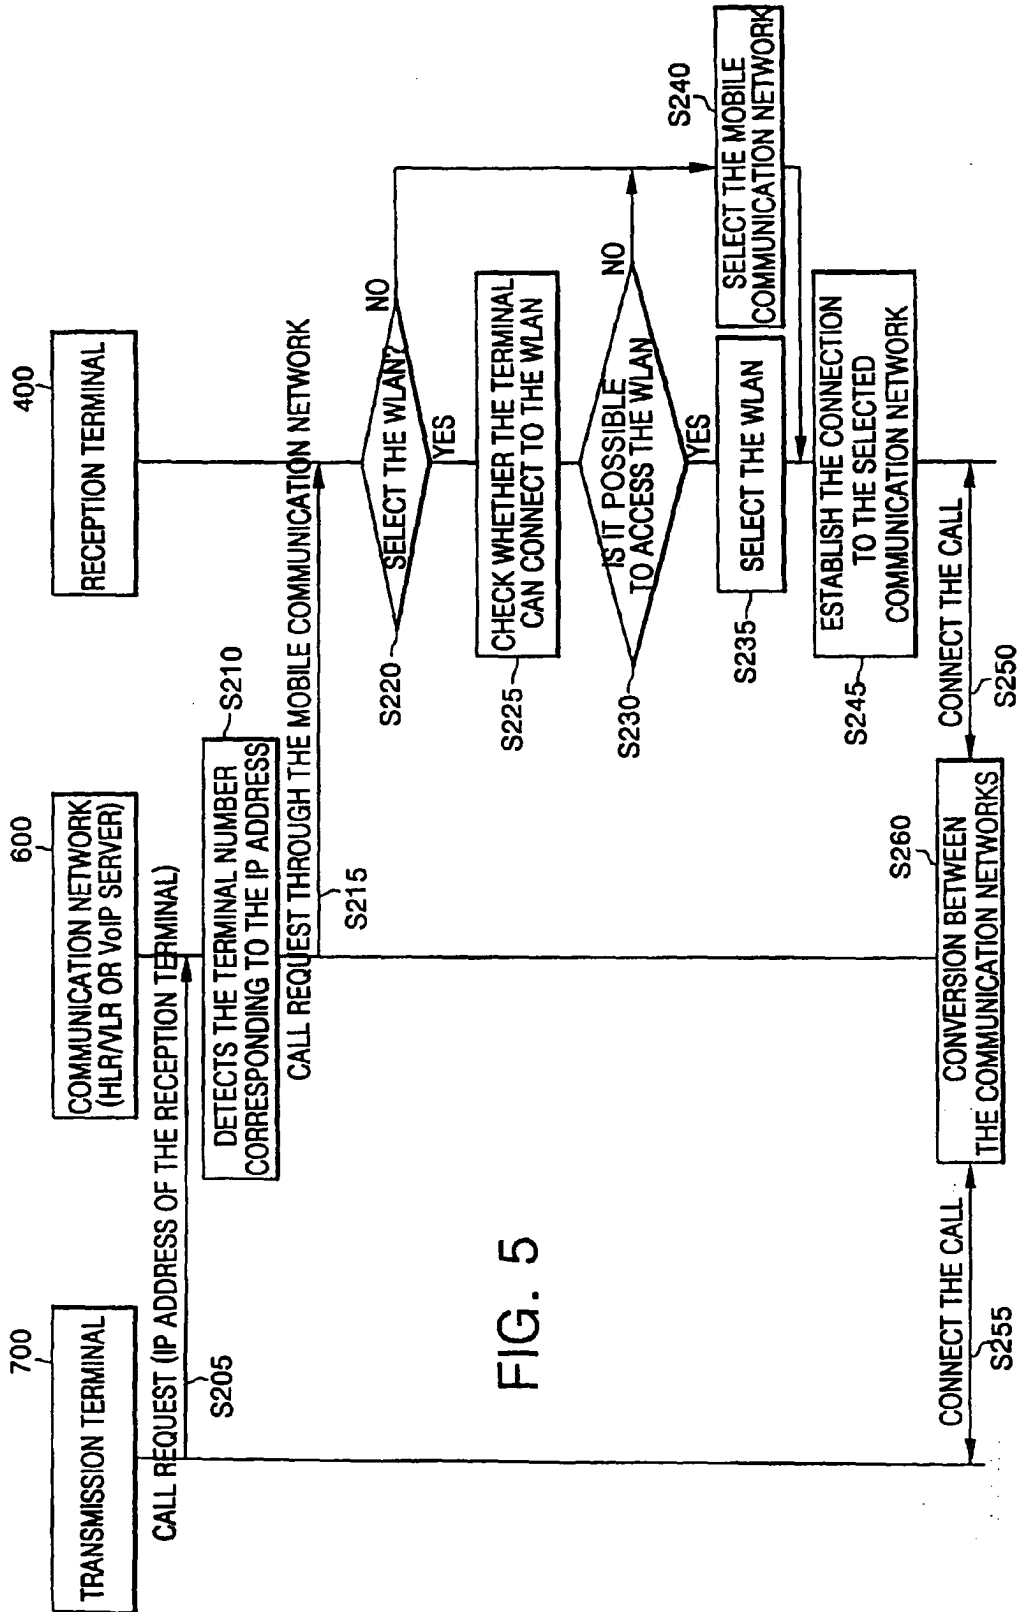 700
TRANSMISSION TERMINAL
600
COMMUNICATION NETWORK
(HLR/VLR OR VoIP SERVER)
400
RECEPTION TERMINAL
CALL REQUEST (IP ADDRESS OF THE RECEPTION TERMINAL)
S205
DETECTS THE TERMINAL NUMBER
CORRESPONDING TO THE IP ADDRESS
S210
CALL REQUEST THROUGH THE MOBILE COMMUNICATION NETWORK
S215
SELECT THE WLAN?
NO
YES
S220
CHECK WHETHER THE TERMINAL
CAN CONNECT TO THE WLAN
S225
IS IT POSSIBLE
TO ACCESS THE WLAN
NO
YES
S230
SELECT THE WLAN
S235
SELECT THE MOBILE
COMMUNICATION NETWORK
S240
ESTABLISH THE CONNECTION
TO THE SELECTED
COMMUNICATION NETWORK
S245
CONNECT THE CALL
S250
CONVERSION BETWEEN
THE COMMUNICATION NETWORKS
S260
CONNECT THE CALL
S255
FIG. 5